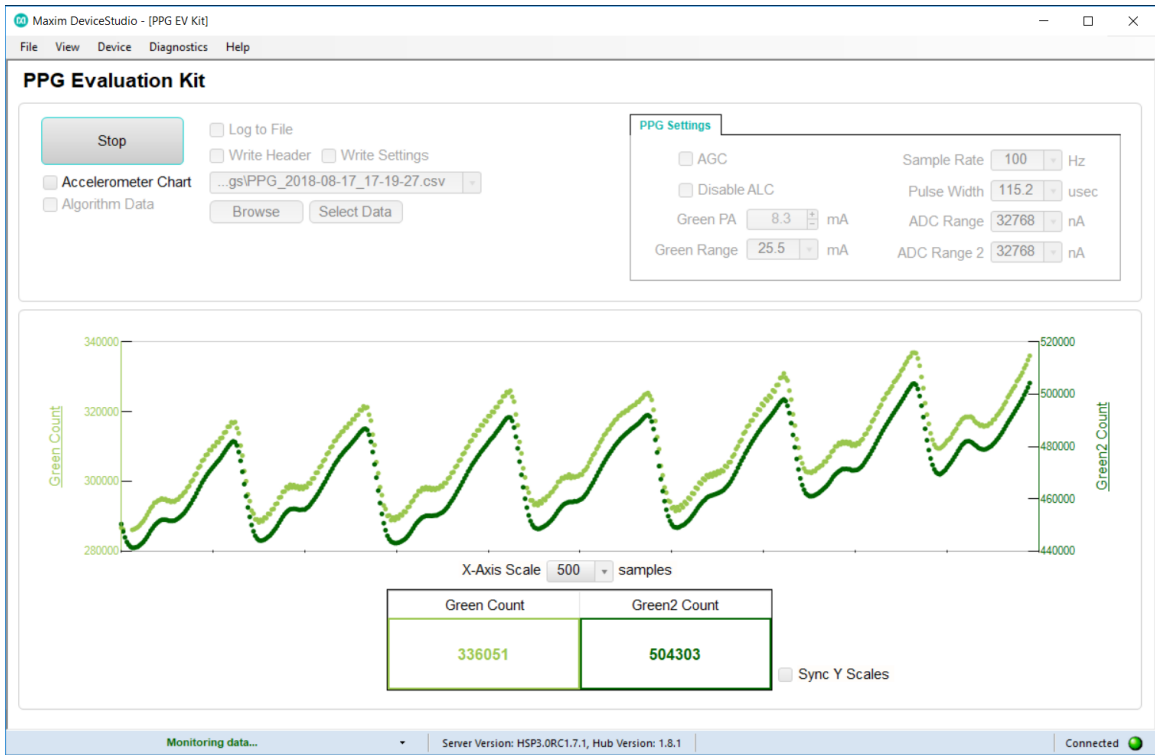 Maxim DeviceStudio - [PPG EV Kit]
File View Device Diagnostics Help
PPG Evaluation Kit
Stop
Log to File
Write Header Write Settings
Accelerometer Chart
...gs\PPG_2018-08-17_17-19-27.csv
Algorithm Data
Browse Select Data
PPG Settings
AGC
Sample Rate 100 Hz
Disable ALC
Pulse Width 115.2 usec
Green PA 8.3 mA
ADC Range 32768 nA
Green Range 25.5 mA
ADC Range 2 32768 nA
Green Count
340000
320000
300000
280000
520000
500000
480000
460000
440000
Green2 Count
X-Axis Scale 500 samples
Green Count Green2 Count
336051 504303
Sync Y Scales
Monitoring data...
Server Version: HSP3.0RC1.7.1, Hub Version: 1.8.1
Connected